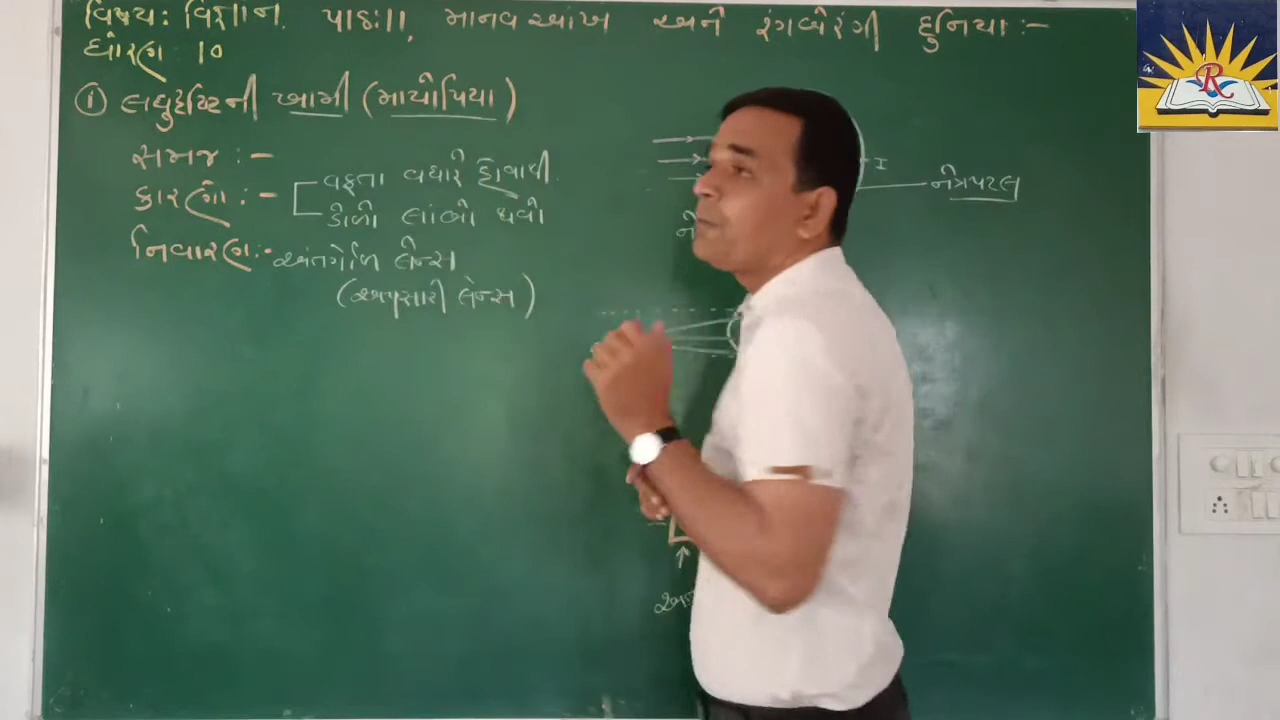 વિષય: વિજ્ઞાન. પાઠ:11, માનવ આંખ અને રંગબેરંગી દુનિયા :-
ધોરણ 10
① લઘુદૃષ્ટિની ખામી (માયોપિયા)
સમજ :-
કારણો :- વક્રતા વધારે હોવાથી.
ડોળો લાંબો થવો
નિવારણ :- અંતર્ગોળ લેન્સ
(અપસારી લેન્સ)
I
નેત્રપટલ
R